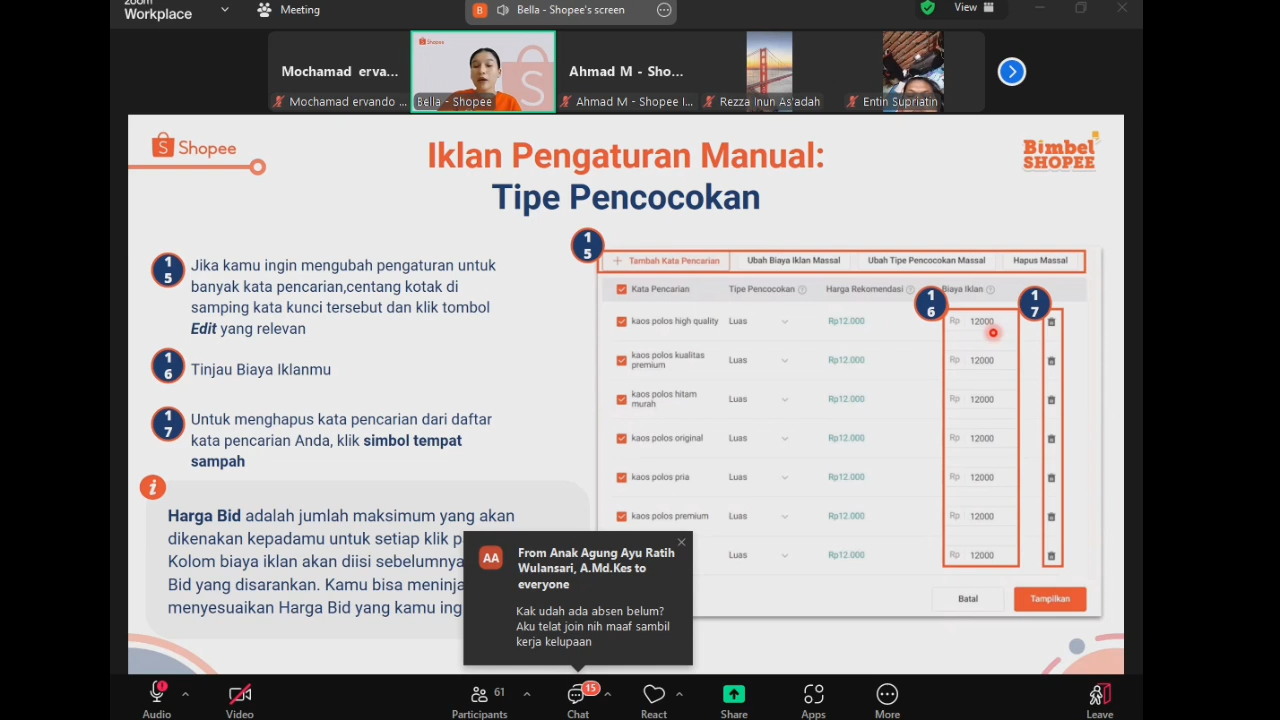 zoom
Workplace
Meeting
B
Bella - Shopee's screen
View
Mochamad erva...
Mochamad ervando ...
Shopee
Bella - Shopee
Ahmad M - Sho...
Ahmad M - Shopee I...
Rezza Inun As'adah
Entin Supriatin
Shopee
Iklan Pengaturan Manual:
Tipe Pencocokan
Bimbel
SHOPEE
15
Jika kamu ingin mengubah pengaturan untuk
banyak kata pencarian,centang kotak di
samping kata kunci tersebut dan klik tombol
Edit yang relevan
16
Tinjau Biaya Iklanmu
17
Untuk menghapus kata pencarian dari daftar
kata pencarian Anda, klik simbol tempat
sampah
i
Harga Bid adalah jumlah maksimum yang akan
dikenakan kepadamu untuk setiap klik
Kolom biaya iklan akan diisi sebelumnya
Bid yang disarankan. Kamu bisa
menyesuaikan Harga Bid yang kamu
15
+ Tambah Kata Pencarian Ubah Biaya Iklan Massal Ubah Tipe Pencocokan Massal Hapus Massal
Kata Pencarian Tipe Pencocokan Harga Rekomendasi Biaya Iklan
16
17
kaos polos high quality Luas Rp12.000 Rp 12000
kaos polos kualitas
premium Luas Rp12.000 Rp 12000
kaos polos hitam
murah Luas Rp12.000 Rp 12000
kaos polos original Luas Rp12.000 Rp 12000
kaos polos pria Luas Rp12.000 Rp 12000
kaos polos premium Luas Rp12.000 Rp 12000
Luas Rp12.000 Rp 12000
Batal Tampilkan
AA
From Anak Agung Ayu Ratih
Wulansari, A.Md.Kes to
everyone
Kak udah ada absen belum?
Aku telat join nih maaf sambil
kerja kelupaan
Audio
Video
61
Participants
15
Chat
React
Share
Apps
More
Leave